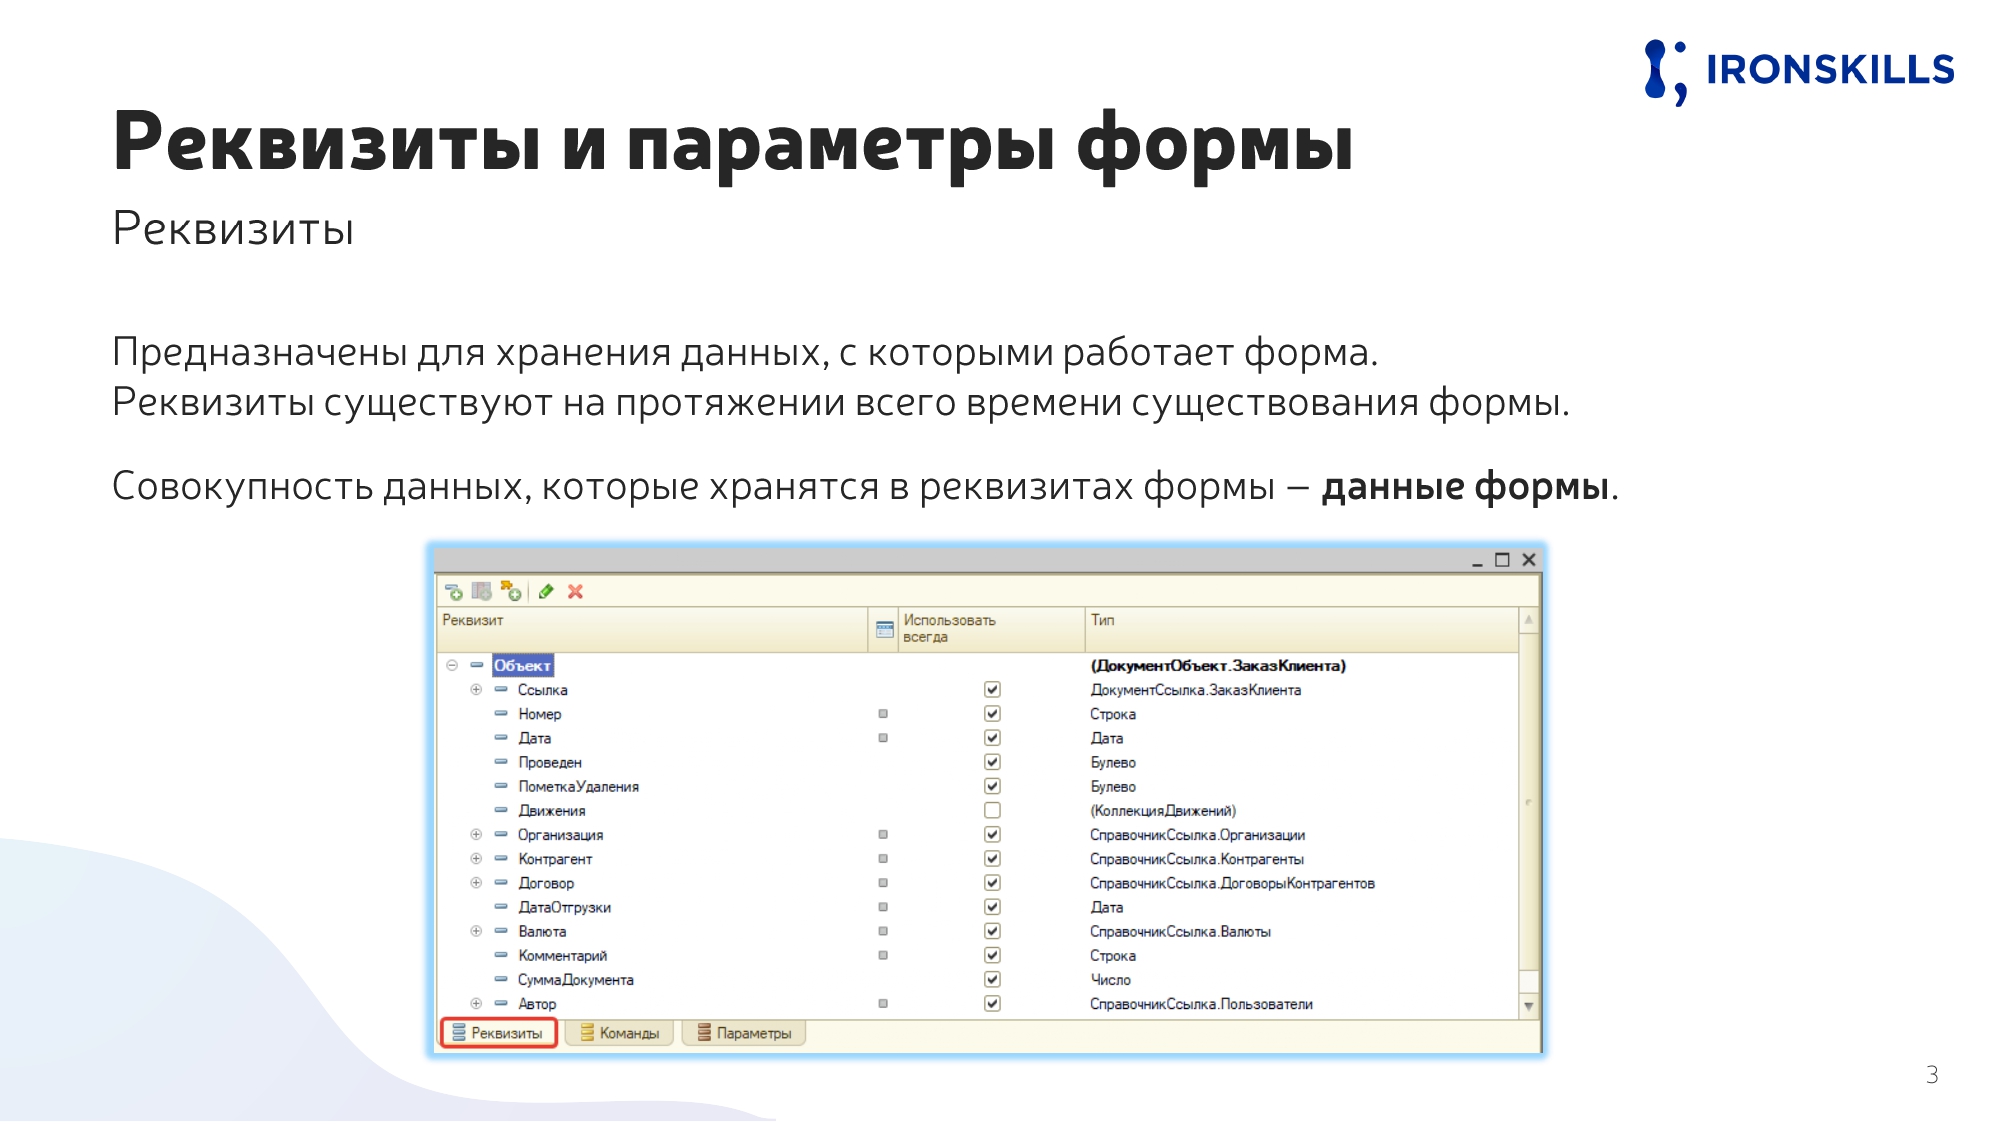 IRONSKILLS
Реквизиты и параметры формы
Реквизиты
Предназначены для хранения данных, с которыми работает форма.
Реквизиты существуют на протяжении всего времени существования формы.
Совокупность данных, которые хранятся в реквизитах формы – данные формы.
Реквизит Использовать всегда Тип
Объект (ДокументОбъект.ЗаказКлиента)
Ссылка ДокументСсылка.ЗаказКлиента
Номер Строка
Дата Дата
Проведен Булево
ПометкаУдаления Булево
Движения (КоллекцияДвижений)
Организация СправочникСсылка.Организации
Контрагент СправочникСсылка.Контрагенты
Договор СправочникСсылка.ДоговорыКонтрагентов
ДатаОтгрузки Дата
Валюта СправочникСсылка.Валюты
Комментарий Строка
СуммаДокумента Число
Автор СправочникСсылка.Пользователи
Реквизиты Команды Параметры
3